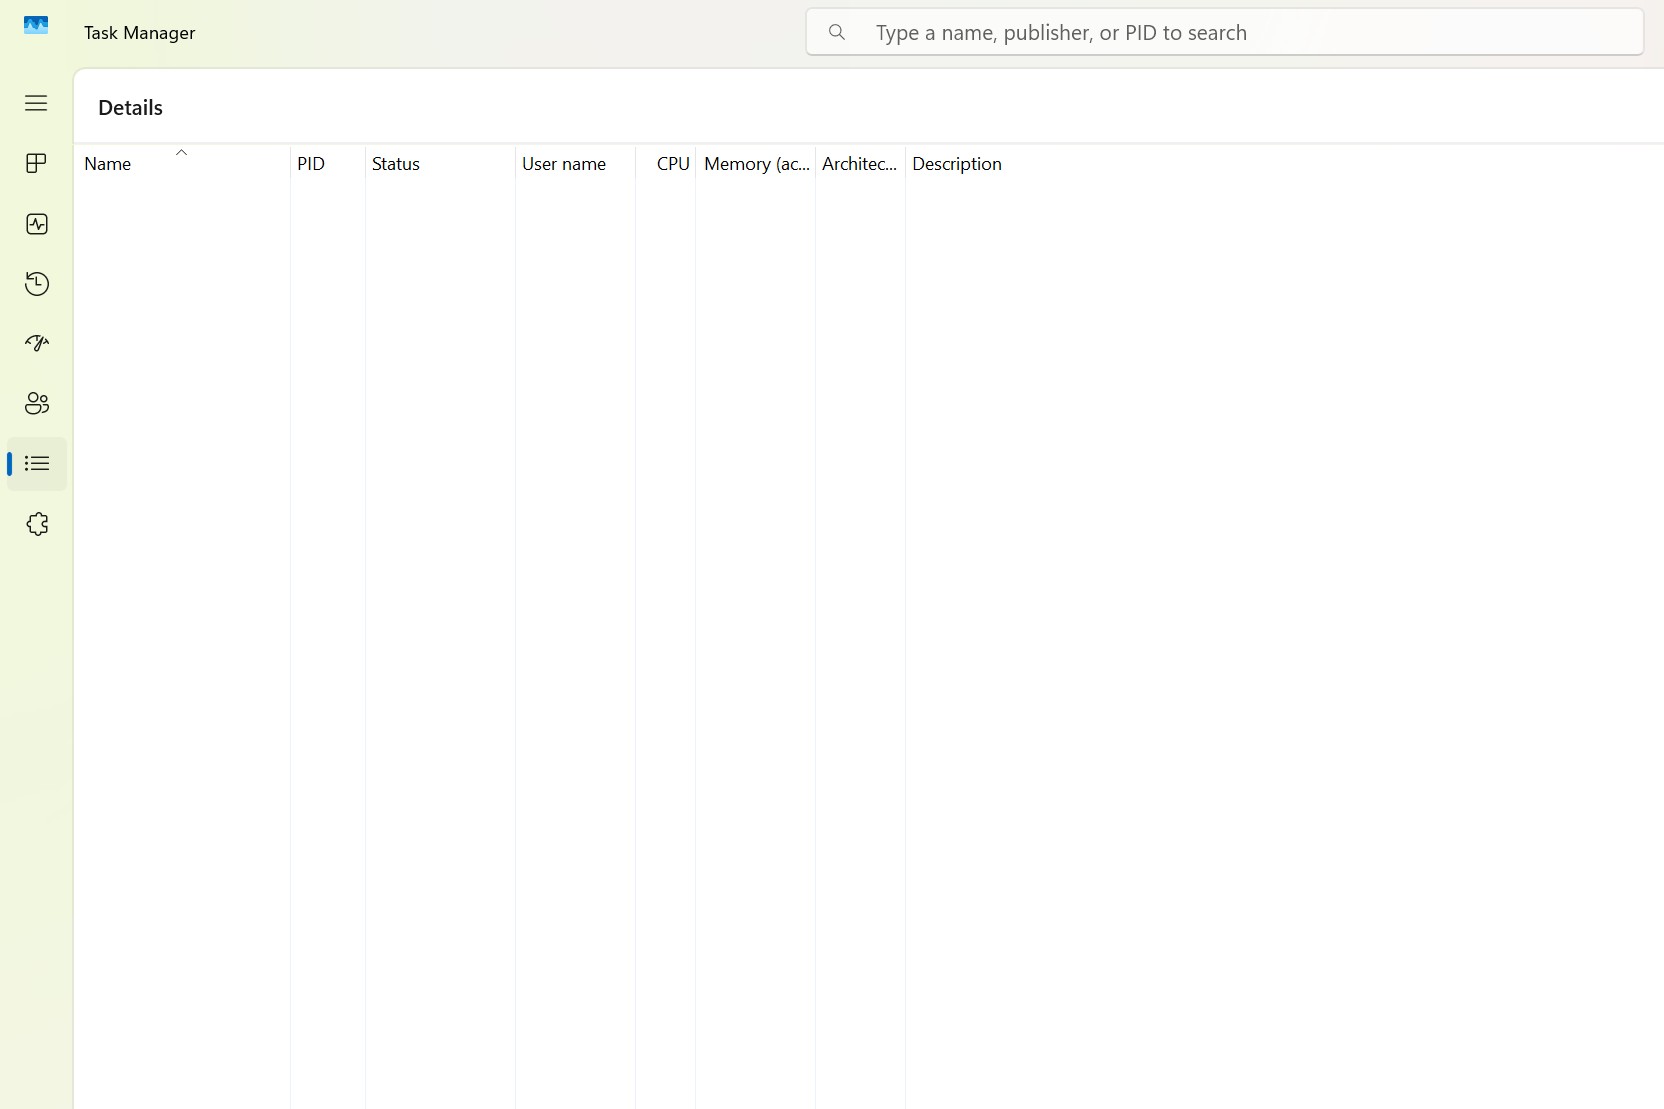 Task Manager
Type a name, publisher, or PID to search
Details
Name PID Status User name CPU Memory (ac... Architec... Description